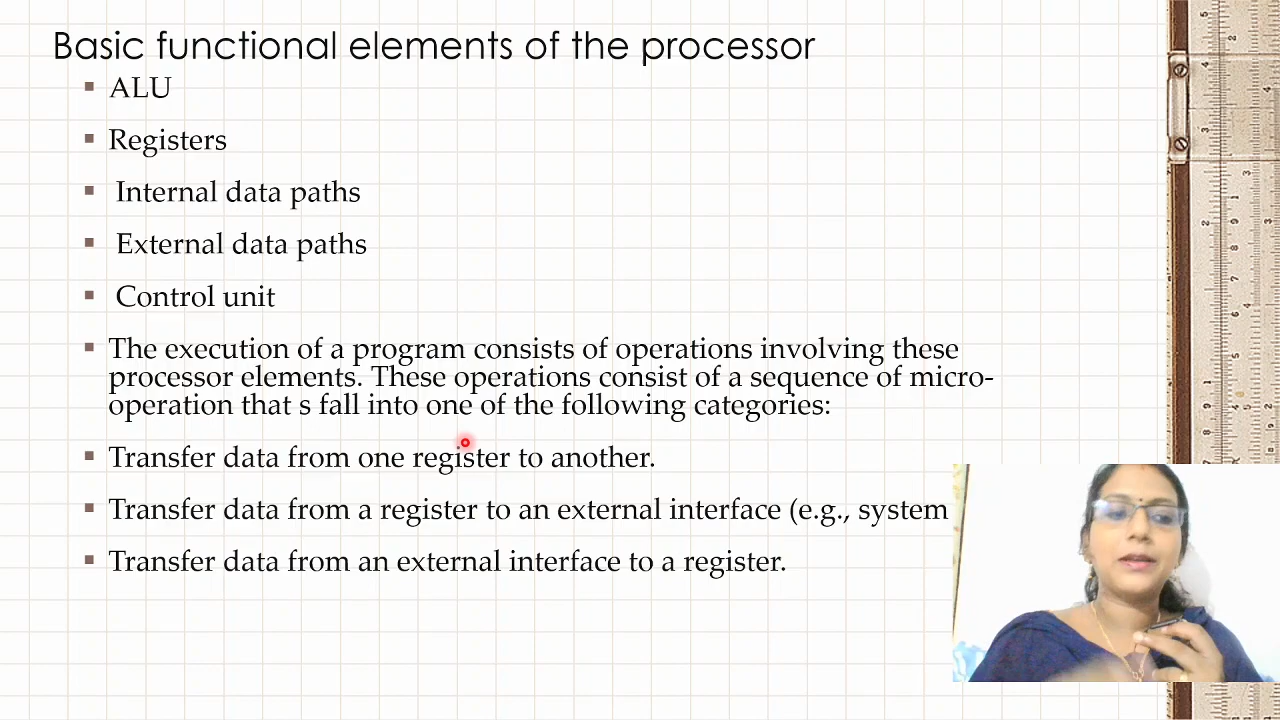 Basic functional elements of the processor
▪ ALU
▪ Registers
▪ Internal data paths
▪ External data paths
▪ Control unit
▪ The execution of a program consists of operations involving these
processor elements. These operations consist of a sequence of micro-
operation that s fall into one of the following categories:
▪ Transfer data from one register to another.
▪ Transfer data from a register to an external interface (e.g., system
▪ Transfer data from an external interface to a register.